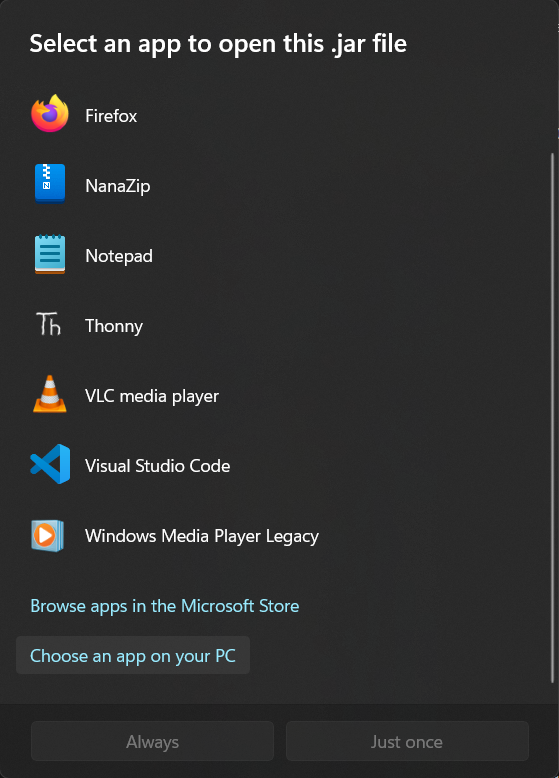 Select an app to open this .jar file
Firefox
N
NanaZip
Notepad
Th
Thonny
VLC media player
Visual Studio Code
Windows Media Player Legacy
Browse apps in the Microsoft Store
Choose an app on your PC
Always
Just once